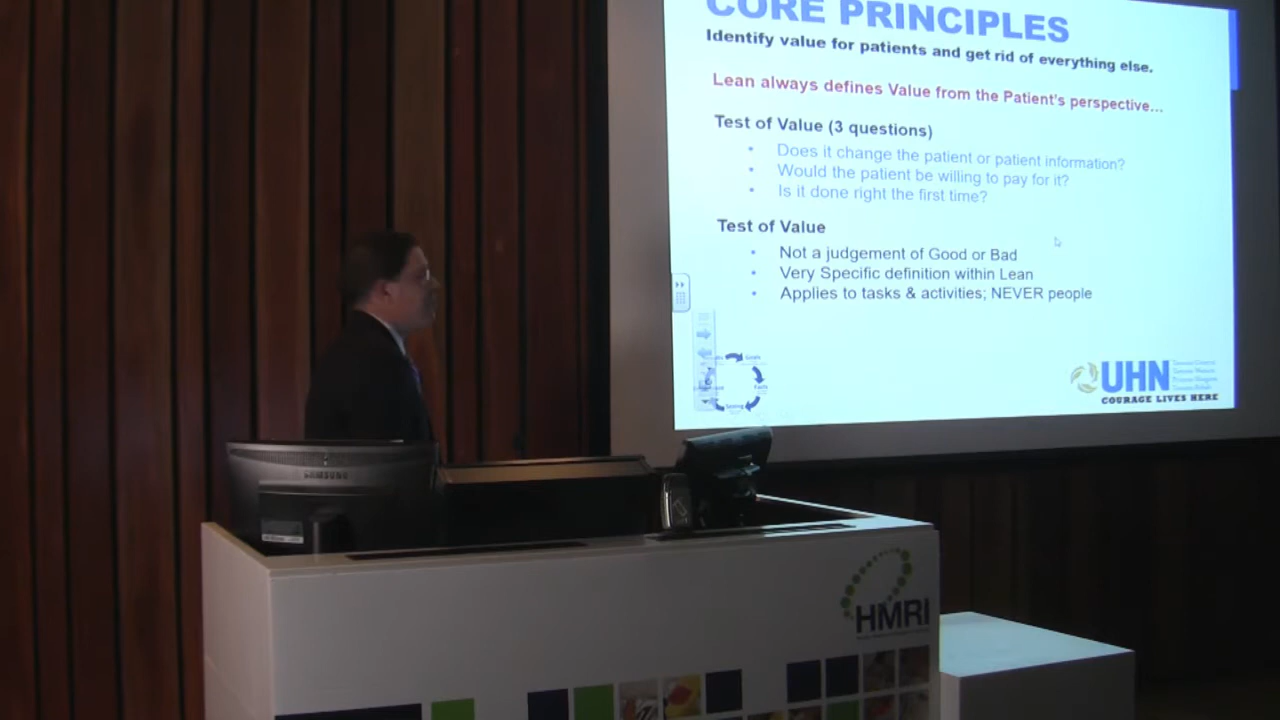 CORE PRINCIPLES
Identify value for patients and get rid of everything else.
Lean always defines Value from the Patient's perspective...
Test of Value (3 questions)
• Does it change the patient or patient information?
• Would the patient be willing to pay for it?
• Is it done right the first time?
Test of Value
• Not a judgement of Good or Bad
• Very Specific definition within Lean
• Applies to tasks & activities; NEVER people
UHN
COURAGE LIVES HERE
SAMSUNG
HMRI